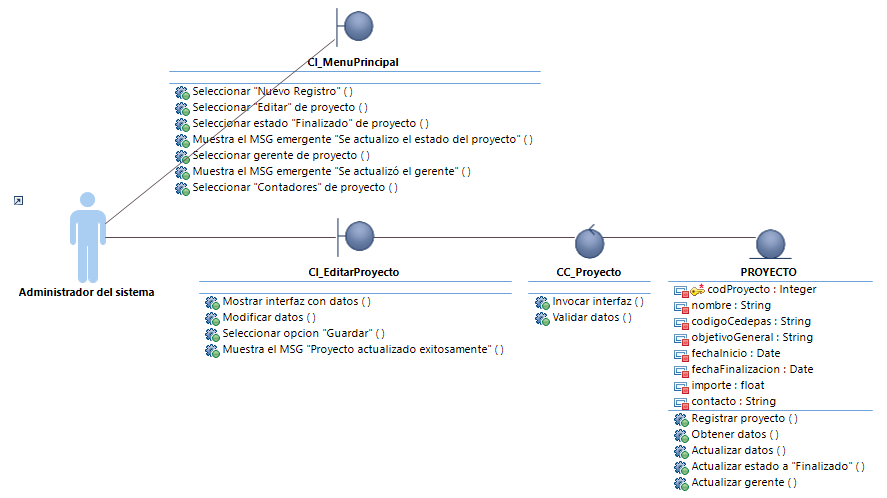 CI_MenuPrincipal
Seleccionar "Nuevo Registro" ( )
Seleccionar "Editar" de proyecto ( )
Seleccionar estado "Finalizado" de proyecto ( )
Muestra el MSG emergente "Se actualizo el estado del proyecto" ( )
Seleccionar gerente de proyecto ( )
Muestra el MSG emergente "Se actualizó el gerente" ( )
Seleccionar "Contadores" de proyecto ( )
Administrador del sistema
CI_EditarProyecto
Mostrar interfaz con datos ( )
Modificar datos ( )
Seleccionar opcion "Guardar" ( )
Muestra el MSG "Proyecto actualizado exitosamente" ( )
CC_Proyecto
Invocar interfaz ( )
Validar datos ( )
PROYECTO
codProyecto : Integer
nombre : String
codigoCedepas : String
objetivoGeneral : String
fechaInicio : Date
fechaFinalizacion : Date
importe : float
contacto : String
Registrar proyecto ( )
Obtener datos ( )
Actualizar datos ( )
Actualizar estado a "Finalizado" ( )
Actualizar gerente ( )